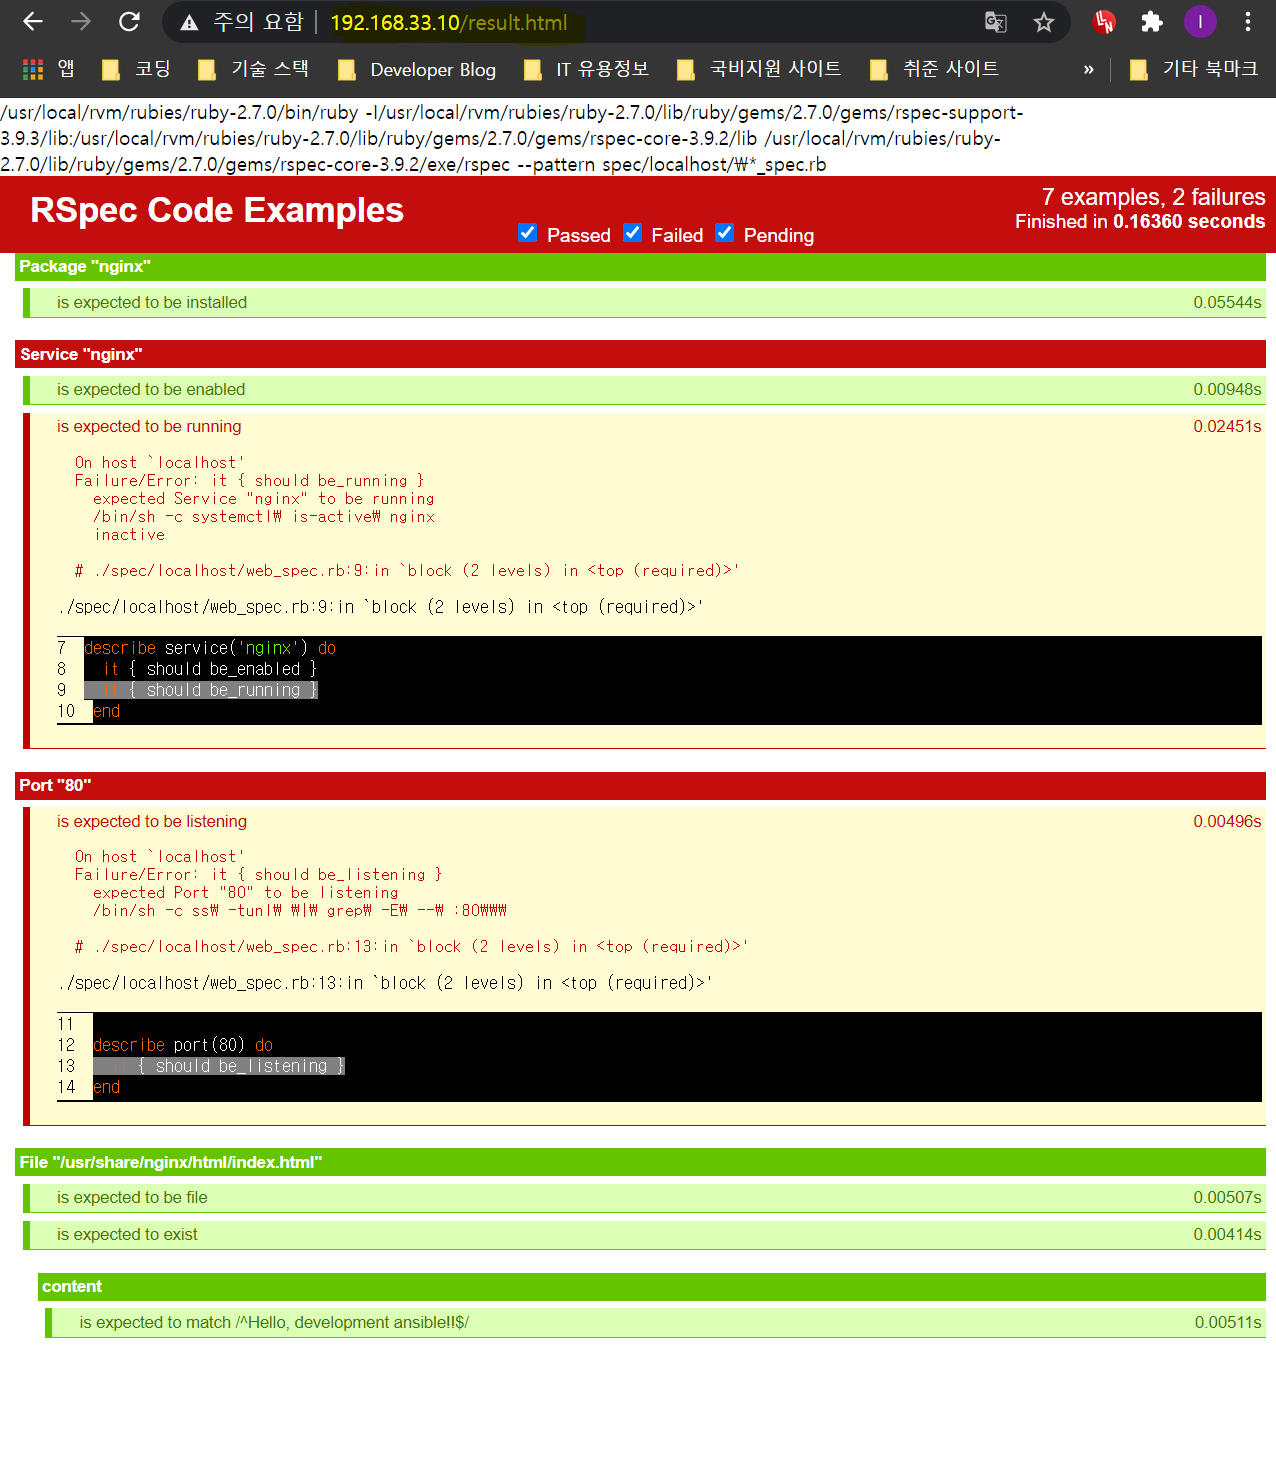 주의 요함 192.168.33.10/result.html
앱 코딩 기술 스택 Developer Blog IT 유용정보 국비지원 사이트 취준 사이트 » 기타 북마크
/usr/local/rvm/rubies/ruby-2.7.0/bin/ruby -I/usr/local/rvm/rubies/ruby-2.7.0/lib/ruby/gems/2.7.0/gems/rspec-support-
3.9.3/lib:/usr/local/rvm/rubies/ruby-2.7.0/lib/ruby/gems/2.7.0/gems/rspec-core-3.9.2/lib /usr/local/rvm/rubies/ruby-
2.7.0/lib/ruby/gems/2.7.0/gems/rspec-core-3.9.2/exe/rspec --pattern spec/localhost/₩*_spec.rb
RSpec Code Examples
7 examples, 2 failures
Finished in 0.16360 seconds
Passed Failed Pending
Package "nginx"
is expected to be installed 0.05544s
Service "nginx"
is expected to be enabled 0.00948s
is expected to be running 0.02451s
On host `localhost'
Failure/Error: it { should be_running }
expected Service "nginx" to be running
/bin/sh -c systemctl₩ is-active₩ nginx
inactive
# ./spec/localhost/web_spec.rb:9:in `block (2 levels) in <top (required)>'
./spec/localhost/web_spec.rb:9:in `block (2 levels) in <top (required)>'
7 describe service('nginx') do
8 it { should be_enabled }
9 it { should be_running }
10 end
Port "80"
is expected to be listening 0.00496s
On host `localhost'
Failure/Error: it { should be_listening }
expected Port "80" to be listening
/bin/sh -c ss₩ -tunl₩ ₩|₩ grep₩ -E₩ --₩ :80₩₩₩
# ./spec/localhost/web_spec.rb:13:in `block (2 levels) in <top (required)>'
./spec/localhost/web_spec.rb:13:in `block (2 levels) in <top (required)>'
11
12 describe port(80) do
13 { should be_listening }
14 end
File "/usr/share/nginx/html/index.html"
is expected to be file 0.00507s
is expected to exist 0.00414s
content
is expected to match /^Hello, development ansible!!$/ 0.00511s